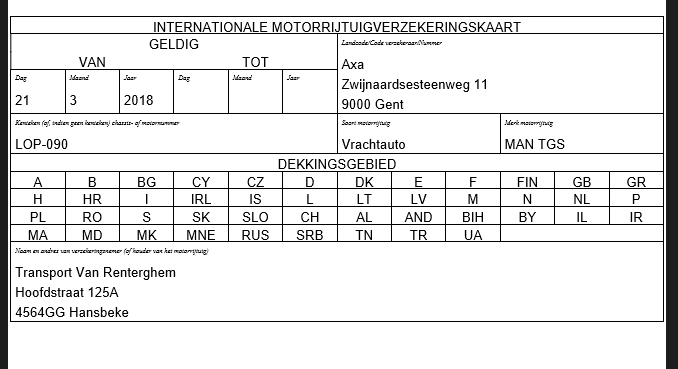 INTERNATIONALE MOTORRIJTUIGVERZEKERINGSKAART
GELDIG
VAN TOT
Dag Maand Jaar Dag Maand Jaar
21 3 2018
Landcode/Code verzekeraar/Nummer
Axa
Zwijnaardsesteenweg 11
9000 Gent
Kenteken (of, indien geen kenteken) chassis- of motornummer
LOP-090
Soort motorrijtuig
Vrachtauto
Merk motorrijtuig
MAN TGS
DEKKINGSGEBIED
A B BG CY CZ D DK E F FIN GB GR
H HR I IRL IS L LT LV M N NL P
PL RO S SK SLO CH AL AND BIH BY IL IR
MA MD MK MNE RUS SRB TN TR UA
Naam en andres van verzekeringnemer (of houder van het motorrijtuig)
Transport Van Renterghem
Hoofdstraat 125A
4564GG Hansbeke